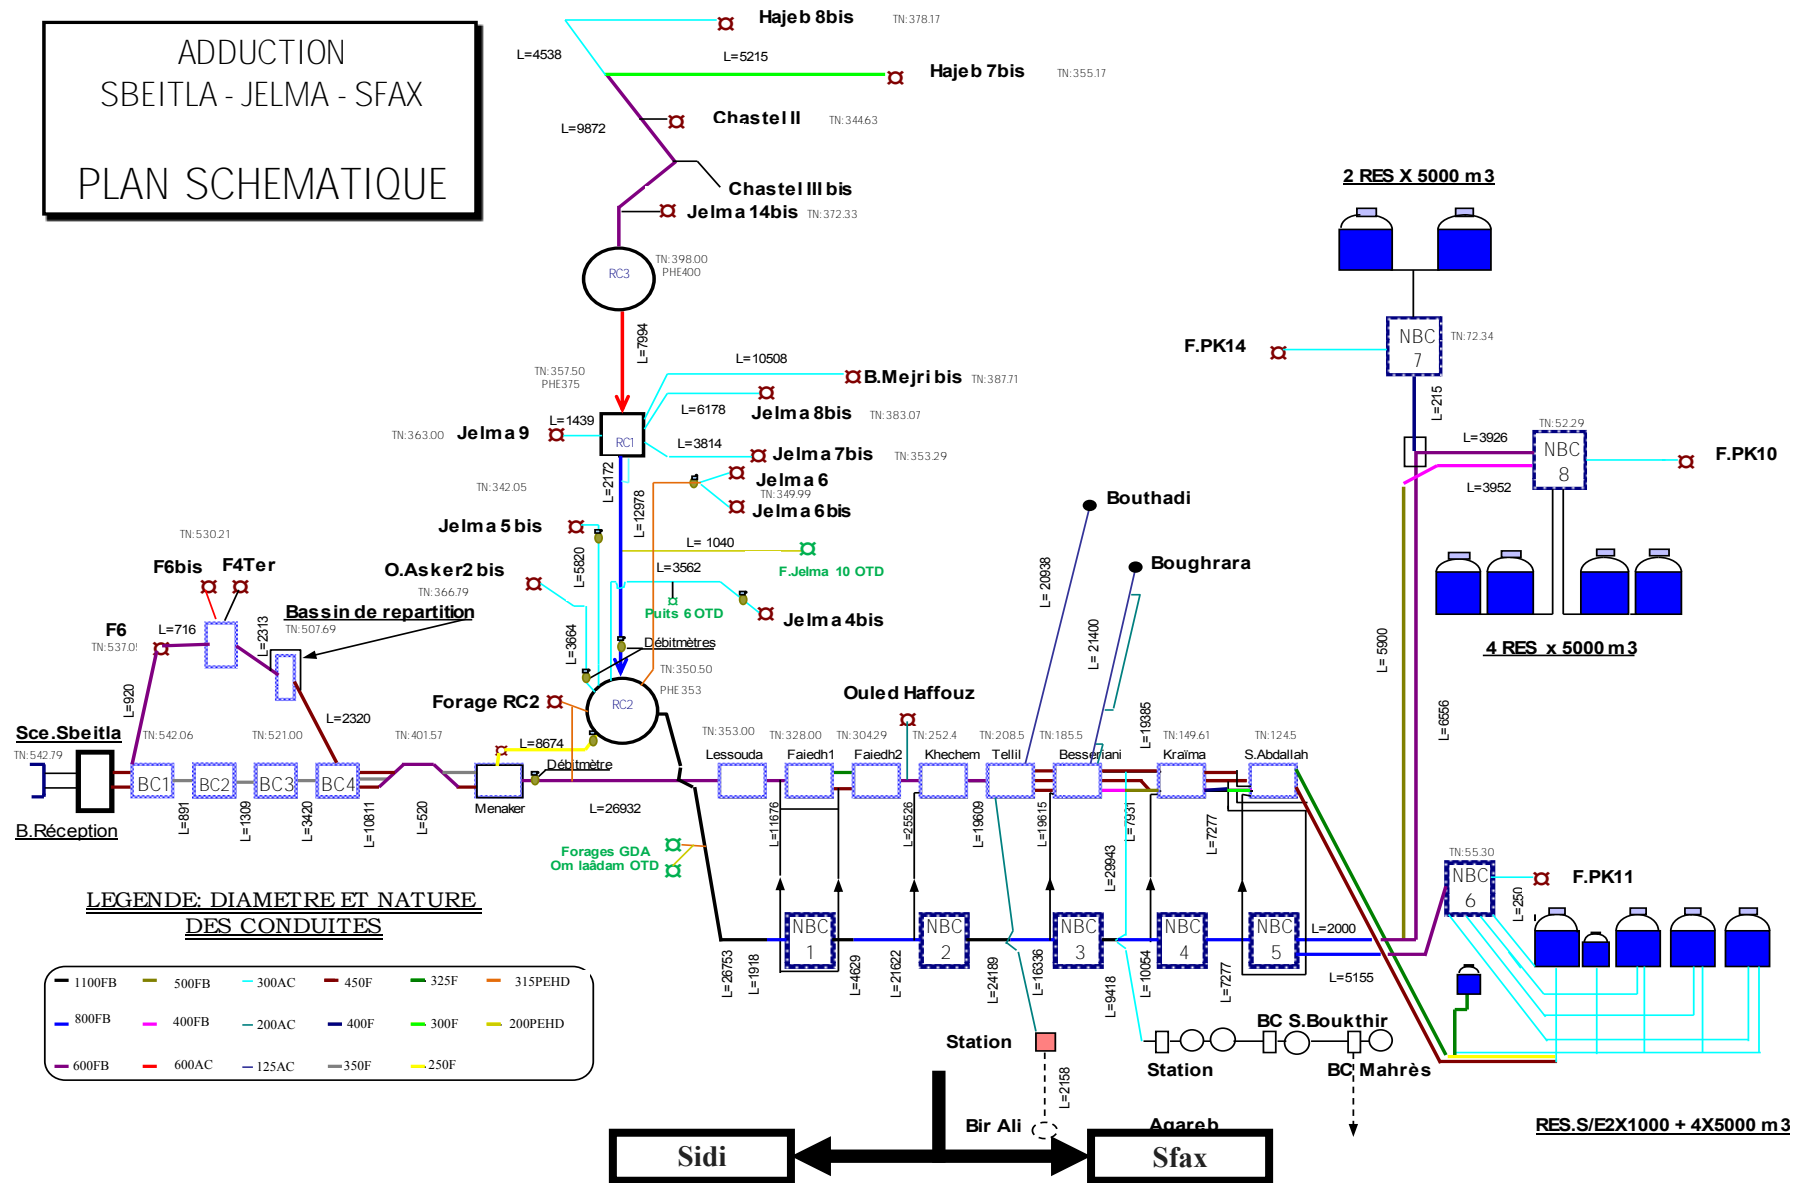 ADDUCTION
SBEITLA - JELMA - SFAX
PLAN SCHEMATIQUE
Hajeb 8bis
TN:378.17
L=4538
L=5215
Hajeb 7bis
TN:355.17
L=9872
Chastel II
TN:344.63
Chastel III bis
Jelma 14bis
TN:372.33
RC3
TN:398.00
PHE400
L=7994
TN:357.50
PHE375
L=10508
B.Mejri bis
TN:387.71
L=1439
L=6178
Jelma 8bis
TN:383.07
TN:363.00
Jelma 9
RC1
L=3814
Jelma 7bis
TN:353.29
L=2172
TN:342.05
L=12978
Jelma 6
TN:349.99
Jelma 6bis
Jelma 5 bis
L=5820
L= 1040
F.Jelma 10 OTD
L=3562
Puits 6 OTD
Jelma 4bis
O.Asker2 bis
TN:366.79
L=3664
Débitmètres
TN:350.50
PHE353
RC2
Forage RC2
L=8674
Débitmètre
TN:530.21
F6bis
F4Ter
Bassin de repartition
TN:507.69
F6
TN:537.0
L=716
L=2313
L=920
L=2320
Sce.Sbeitla
TN:542.79
TN:542.06
TN:521.00
TN:401.57
BC1
BC2
BC3
BC4
Menaker
B.Réception
L=891
L=1309
L=3420
L=10811
L=520
L=26932
Forages GDA
Om laâdam OTD
Ouled Haffouz
Bouthadi
Boughrara
L= 20938
L= 21400
L=19385
TN:353.00
TN:328.00
TN:304.29
TN:252.4
TN:208.5
TN:185.5
TN:149.61
TN:124.5
Lessouda
Faiedh1
Faiedh2
Khechem
Tellil
Besseriani
Kraïma
S.Abdallah
L=11676
L=25526
L=19609
L=19615
L=29943
L=7931
L=7277
NBC
1
NBC
2
NBC
3
NBC
4
NBC
5
L=26753
L=1918
L=4629
L=21622
L=24189
L=16336
L=9418
L=10054
L=7277
L=2000
L=5155
2 RES X 5000 m3
F.PK14
NBC
7
TN:72.34
L=215
TN:52.29
L=3926
NBC
8
F.PK10
L=3952
4 RES x 5000 m3
L= 5900
L=6556
TN:55.30
NBC
6
F.PK11
L=250
RES.S/E2X1000 + 4X5000 m3
Station
L=2158
Bir Ali
Station
BC S.Boukthir
BC Mahrès
Agareb
Sidi
Sfax
LEGENDE: DIAMETRE ET NATURE
DES CONDUITES
1100FB
500FB
300AC
450F
325F
315PEHD
800FB
400FB
200AC
400F
300F
200PEHD
600FB
600AC
125AC
350F
250F